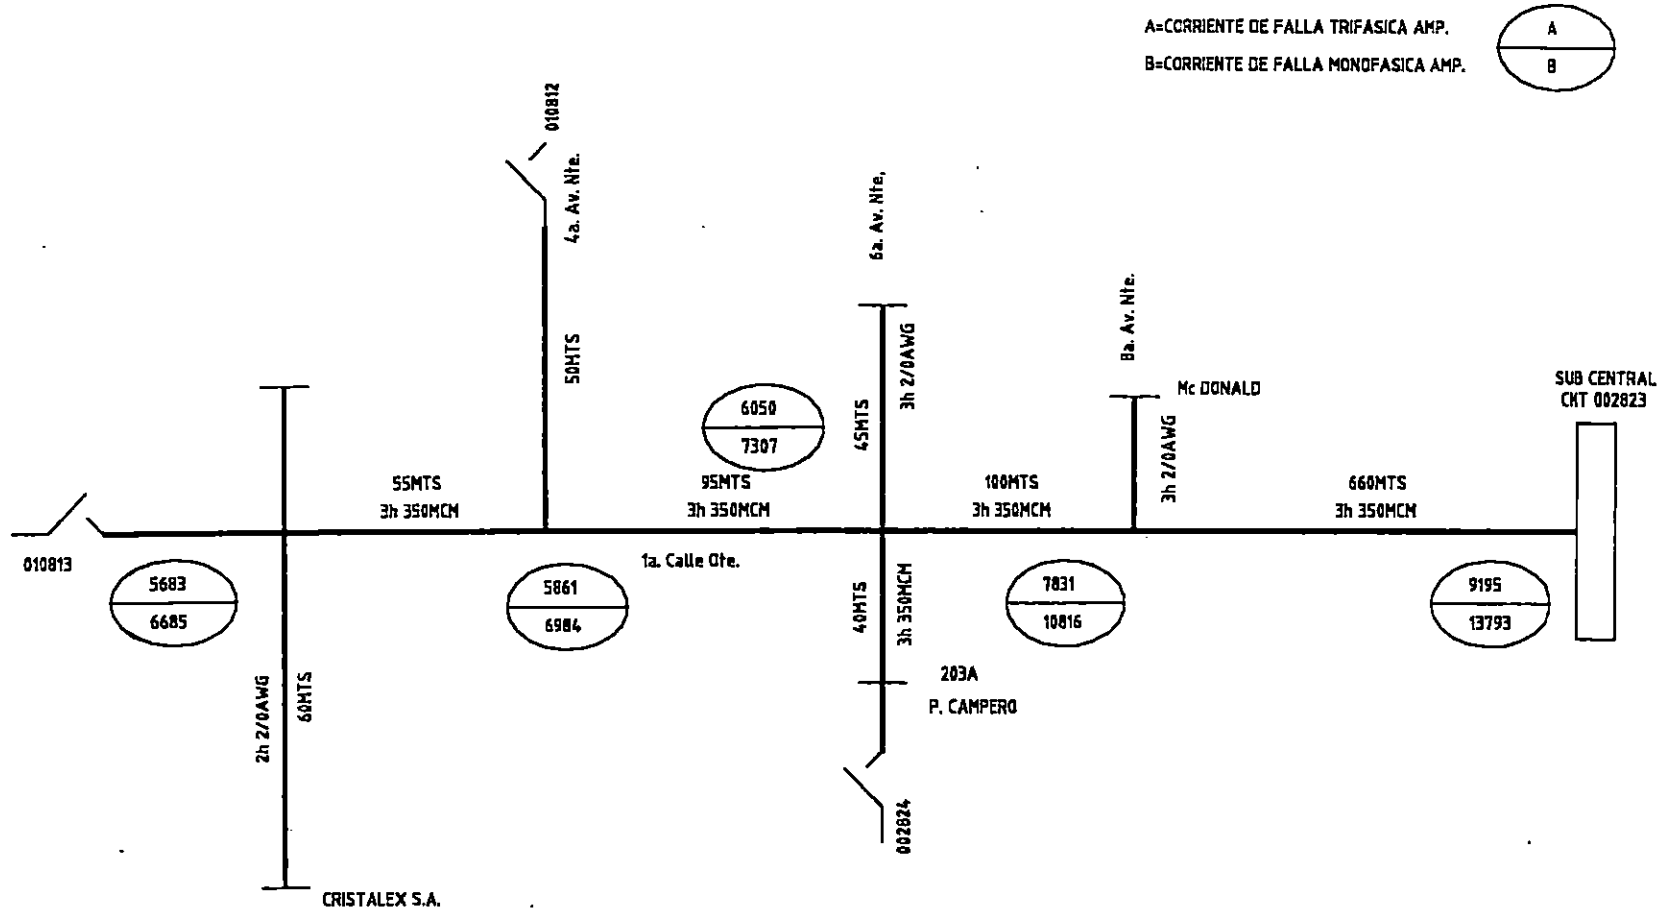 A=CORRIENTE DE FALLA TRIFASICA AMP.
B=CORRIENTE DE FALLA MONOFASICA AMP.
A
B
010812
4a. Av. Nte.
50MTS
6a. Av. Nte.
3h 2/0AWG
45MTS
8a. Av. Nte.
Mc DONALD
3h 2/0AWG
SUB CENTRAL
CKT 002823
6050
7307
55MTS
3h 350MCM
95MTS
3h 350MCM
100MTS
3h 350MCM
660MTS
3h 350MCM
010813
1a. Calle Ote.
5683
6685
5861
6984
40MTS
3h 350MCM
7831
10816
9195
13793
2h 2/0AWG
60MTS
203A
P. CAMPERO
002824
CRISTALEX S.A.